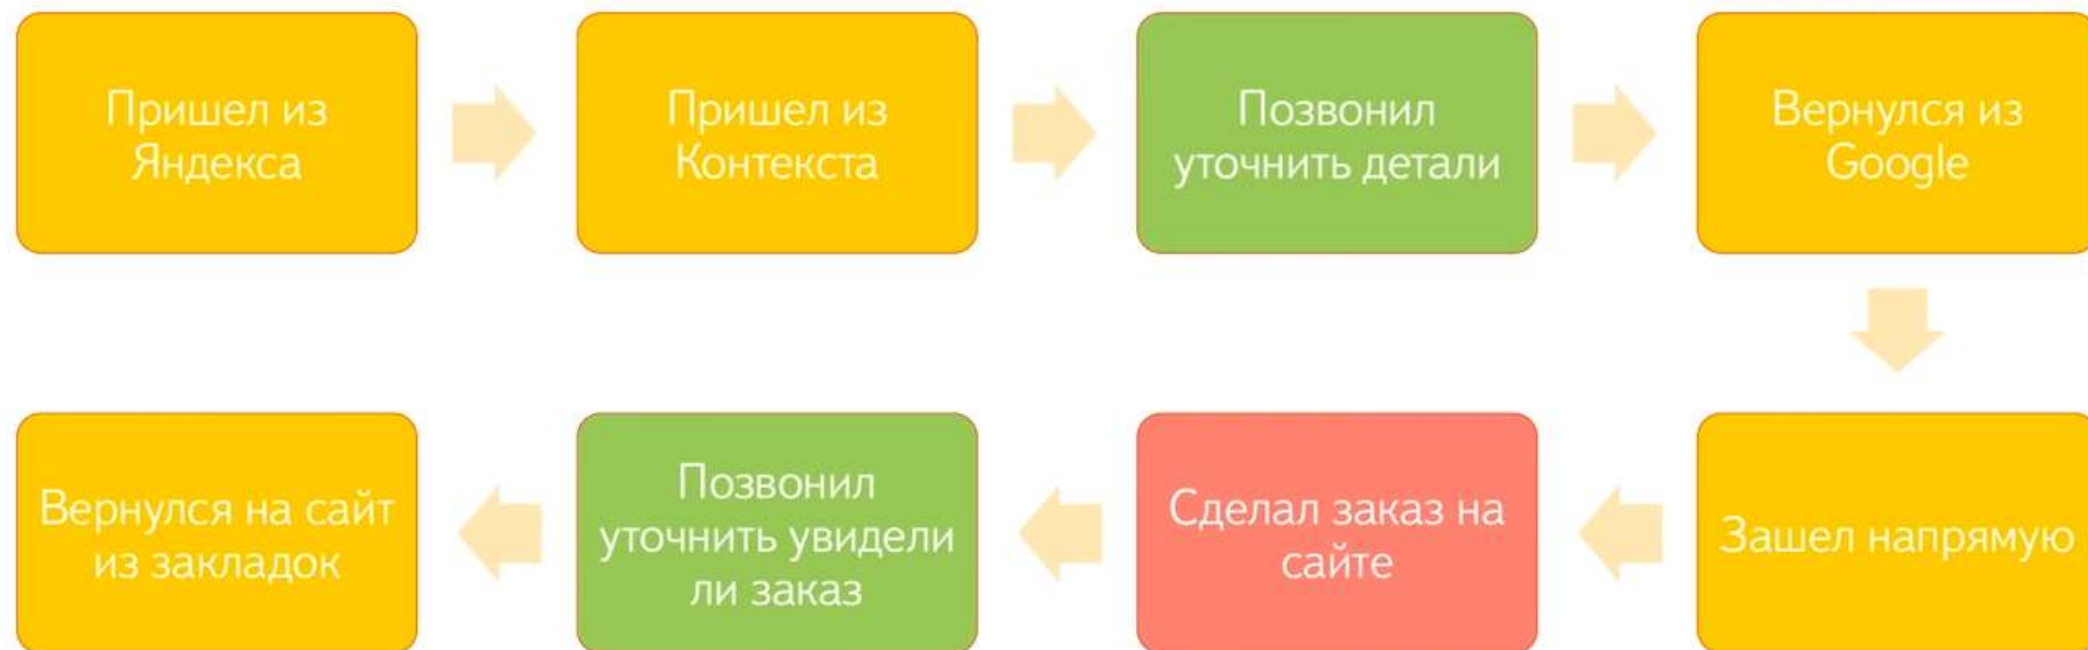 Пришел из
Яндекса
Пришел из
Контекста
Позвонил
уточнить детали
Вернулся из
Google
Зашел напрямую
Сделал заказ на
сайте
Позвонил
уточнить увидели
ли заказ
Вернулся на сайт
из закладок